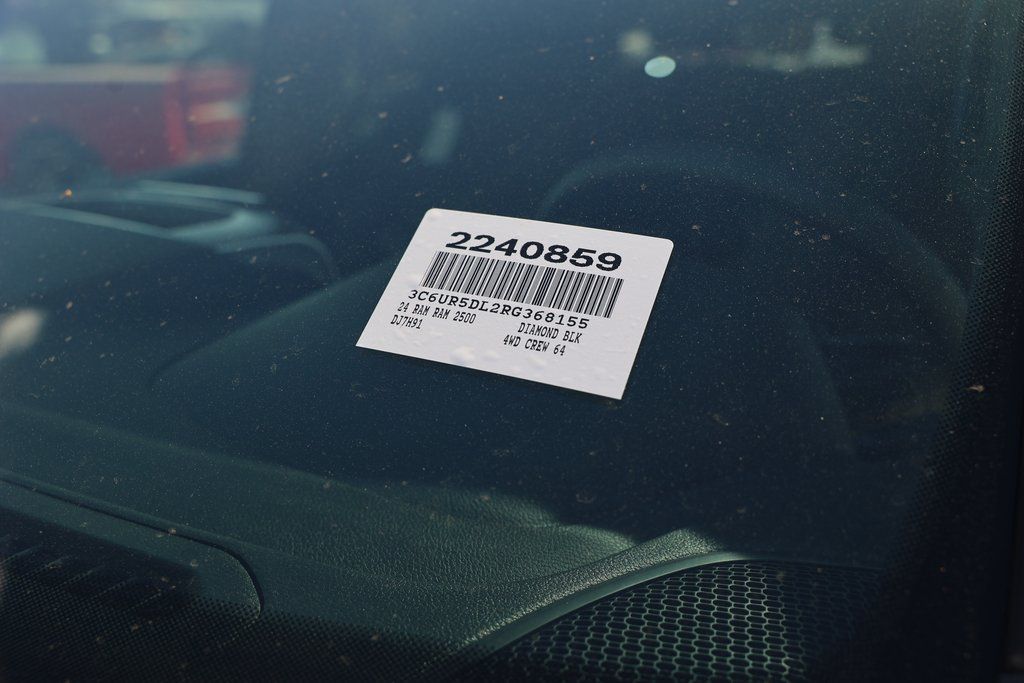 2240859
3C6UR5DL2RG368155
24 RAM RAM 2500 DIAMOND BLK
DJ7H91 4WD CREW 64